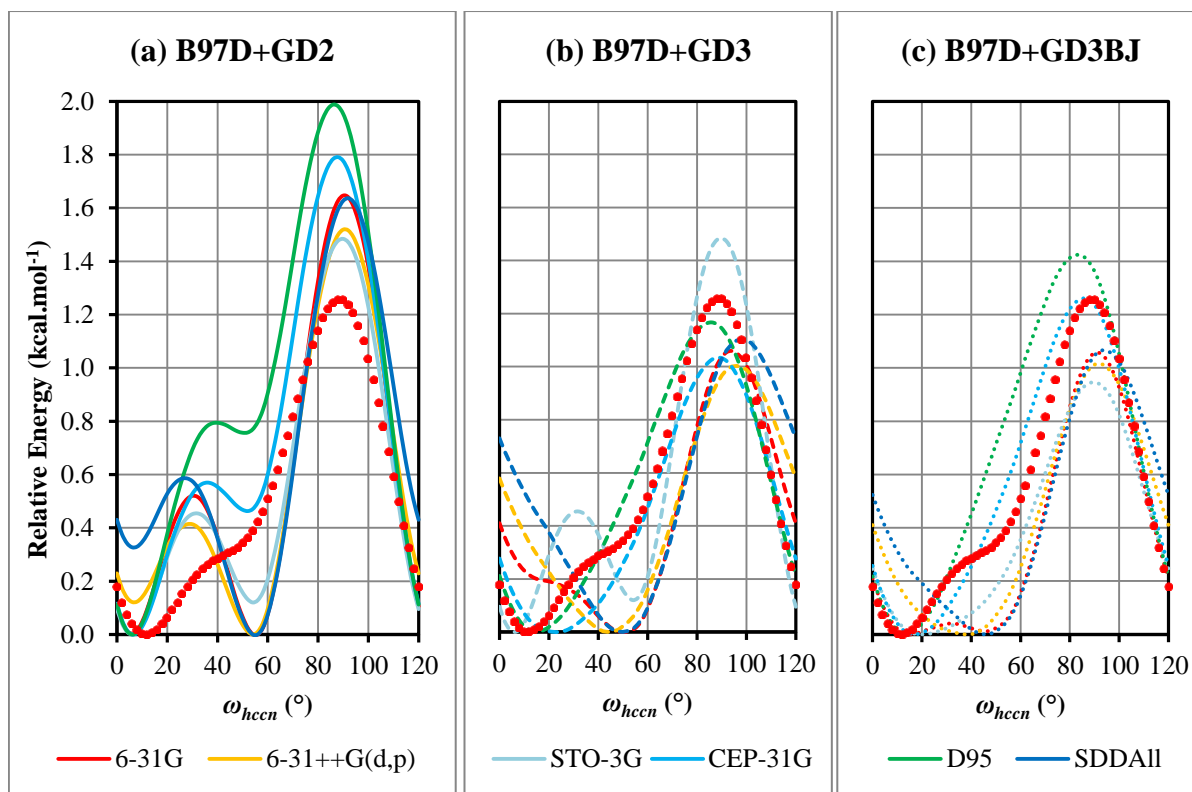 (a) B97D+GD2
(b) B97D+GD3
(c) B97D+GD3BJ
Relative Energy (kcal.mol⁻¹)
2.0
1.8
1.6
1.4
1.2
1.0
0.8
0.6
0.4
0.2
0.0
0 20 40 60 80 100 120
0 20 40 60 80 100 120
0 20 40 60 80 100 120
ω_hccn (°)
ω_hccn (°)
ω_hccn (°)
6-31G 6-31++G(d,p) STO-3G CEP-31G D95 SDDAll